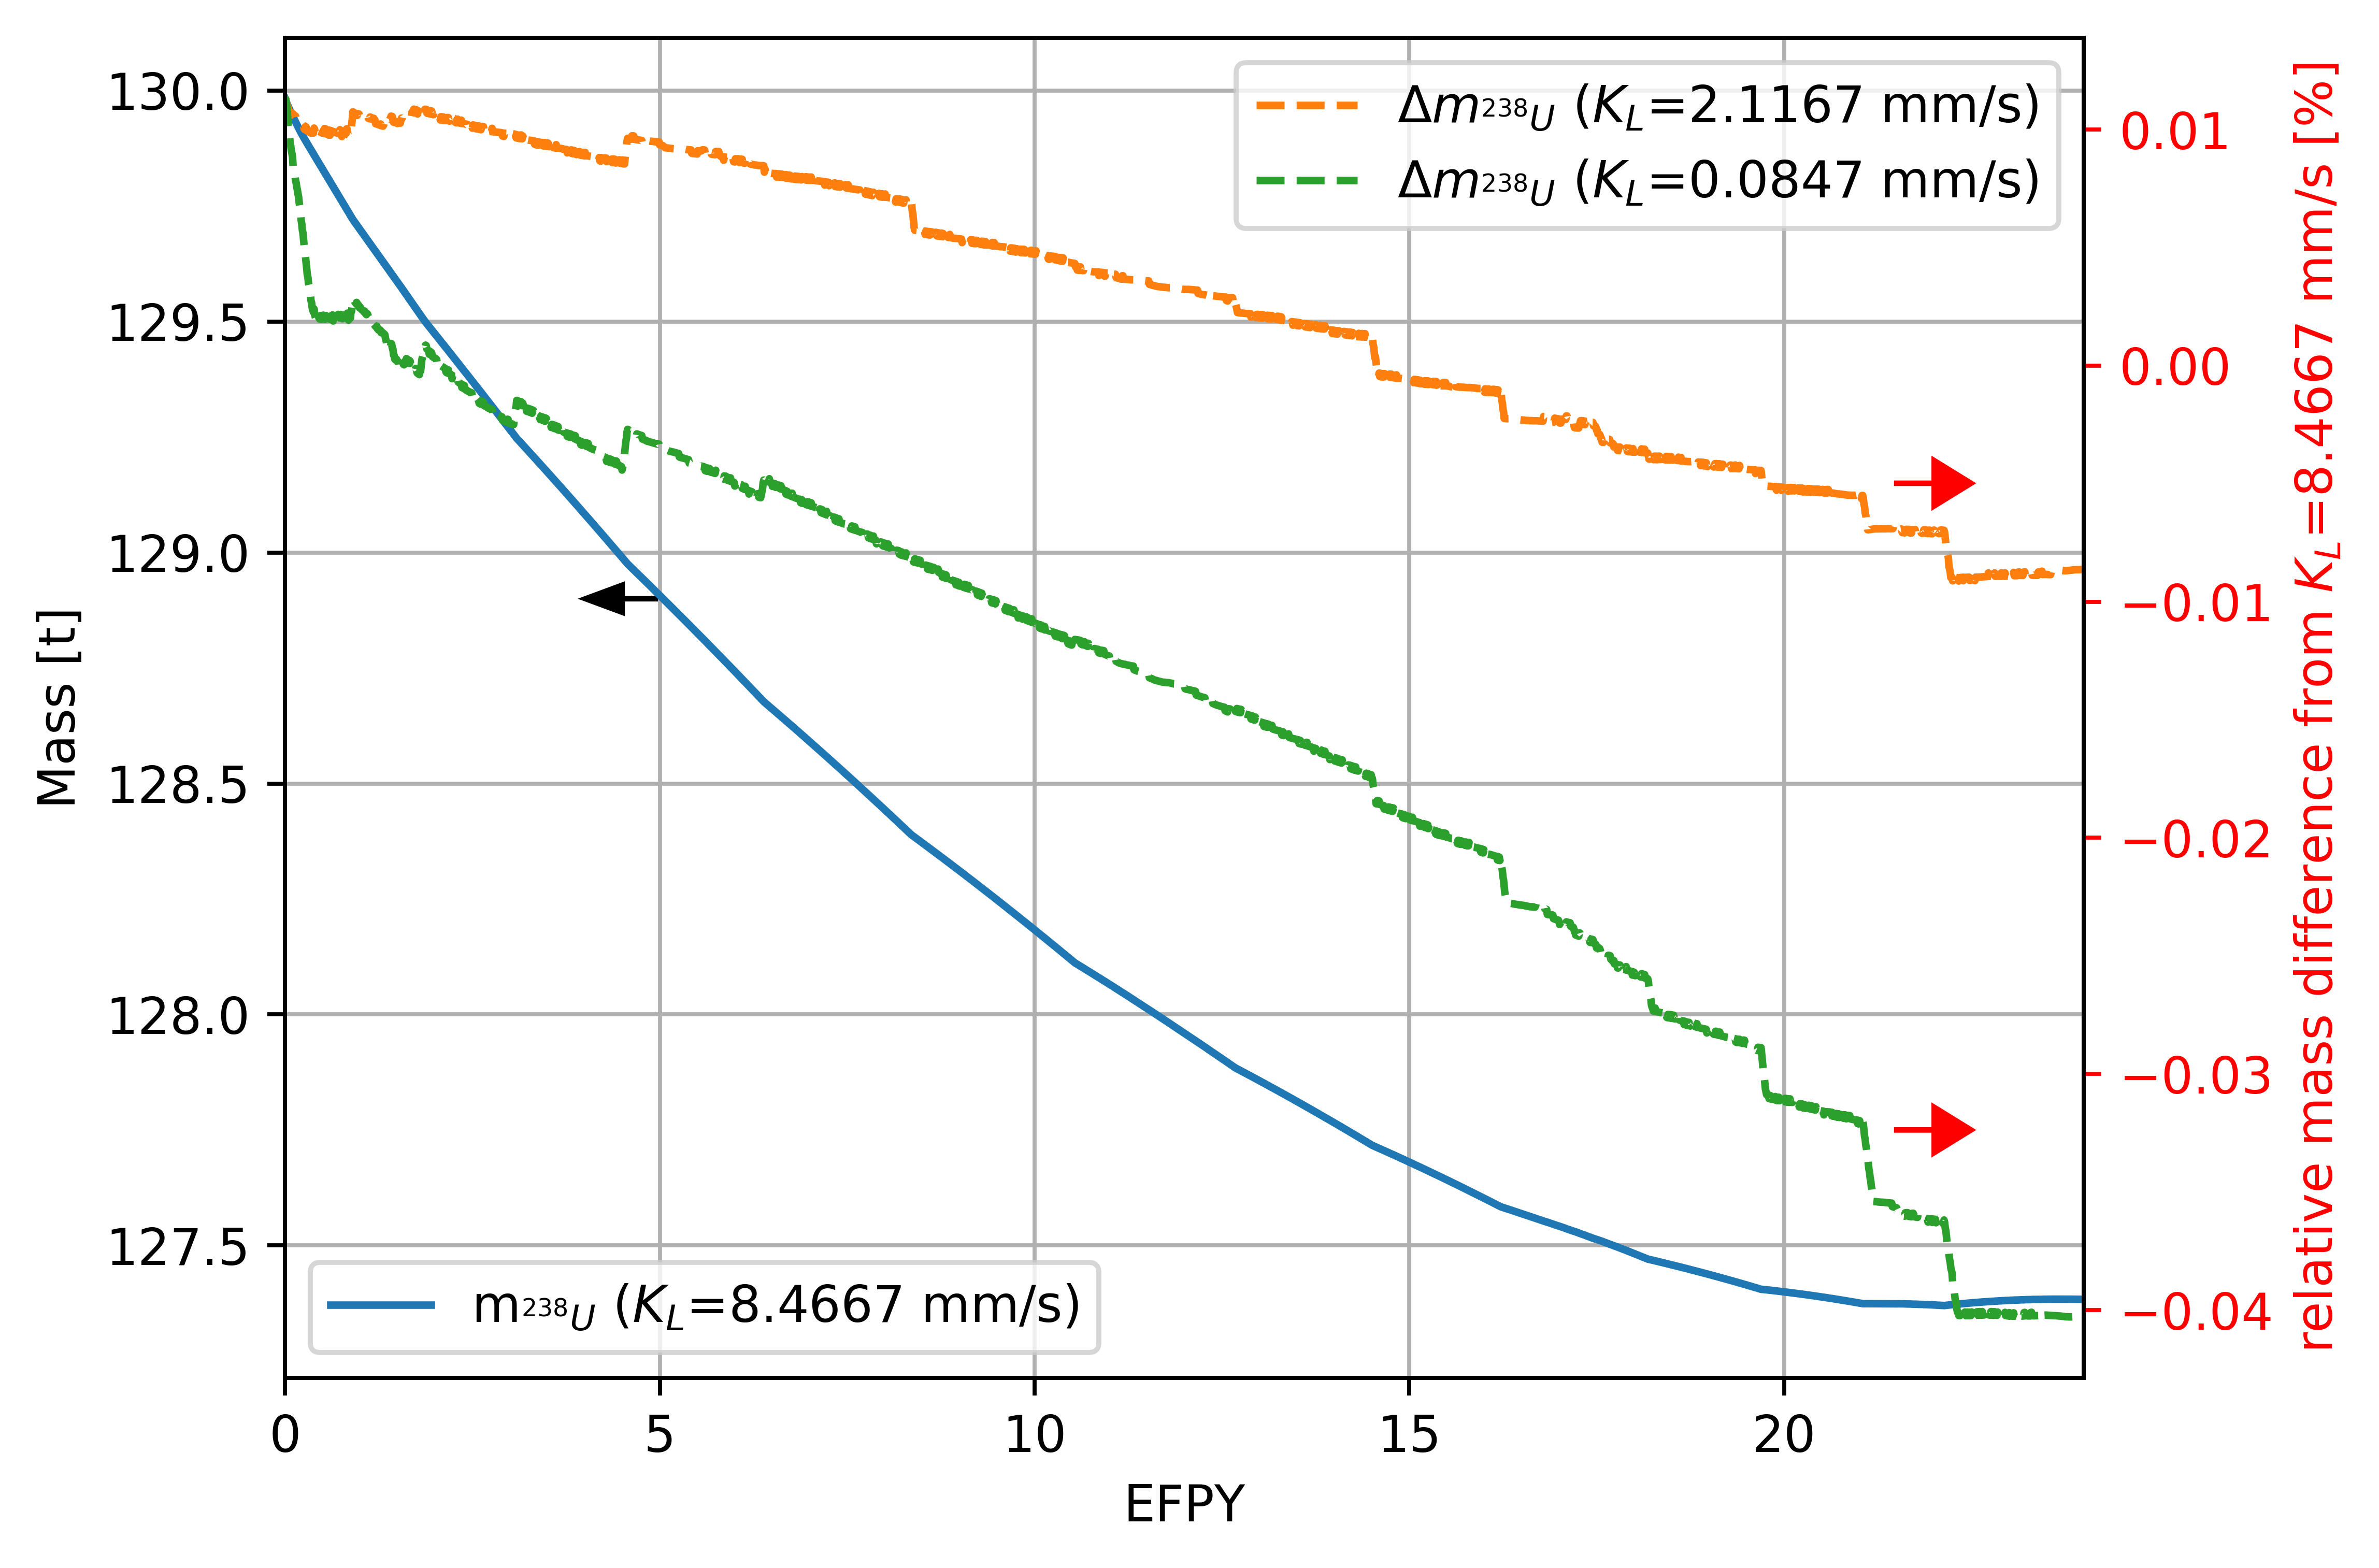 130.0
129.5
129.0
128.5
128.0
127.5
Mass [t]
0
5
10
15
20
EFPY
Δm²³⁸U (K_L=2.1167 mm/s)
Δm²³⁸U (K_L=0.0847 mm/s)
m²³⁸U (K_L=8.4667 mm/s)
0.01
0.00
−0.01
−0.02
−0.03
−0.04
relative mass difference from K_L=8.4667 mm/s [%]